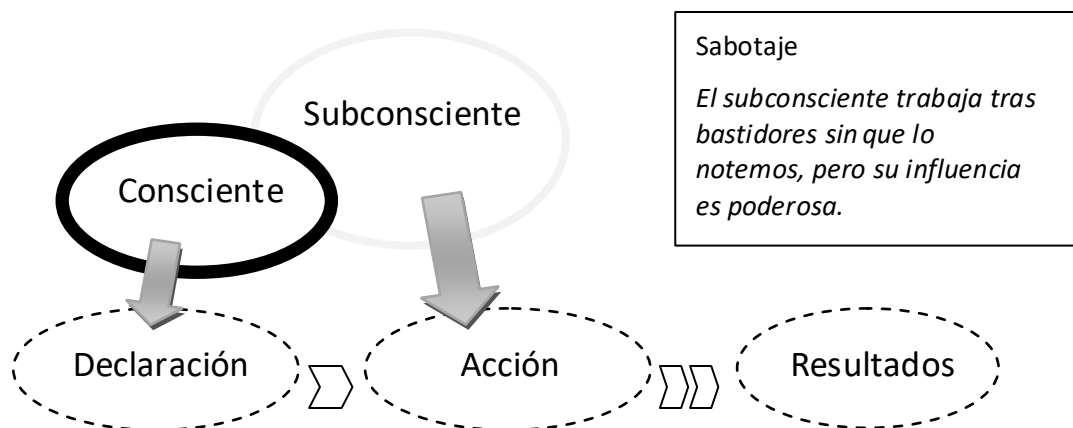 Sabotaje
El subconsciente trabaja tras
bastidores sin que lo
notemos, pero su influencia
es poderosa.
Subconsciente
Consciente
Declaración
Acción
Resultados